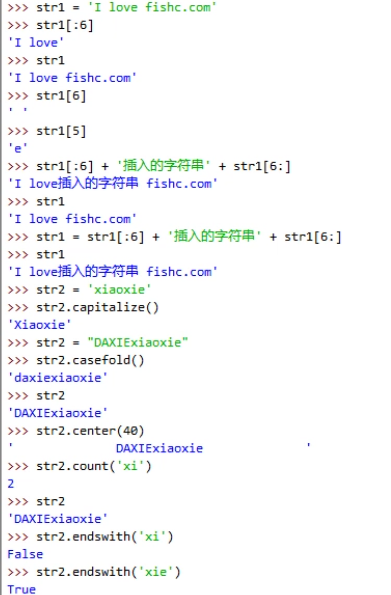 >>> str1 = 'I love fishc.com'
>>> str1[:6]
'I love'
>>> str1
'I love fishc.com'
>>> str1[6]
' '
>>> str1[5]
'e'
>>> str1[:6] + '插入的字符串' + str1[6:]
'I love插入的字符串 fishc.com'
>>> str1
'I love fishc.com'
>>> str1 = str1[:6] + '插入的字符串' + str1[6:]
>>> str1
'I love插入的字符串 fishc.com'
>>> str2 = 'xiaoxie'
>>> str2.capitalize()
'Xiaoxie'
>>> str2 = "DAXIExiaoxie"
>>> str2.casefold()
'daxiexiaoxie'
>>> str2
'DAXIExiaoxie'
>>> str2.center(40)
'              DAXIExiaoxie              '
>>> str2.count('xi')
2
>>> str2
'DAXIExiaoxie'
>>> str2.endswith('xi')
False
>>> str2.endswith('xie')
True